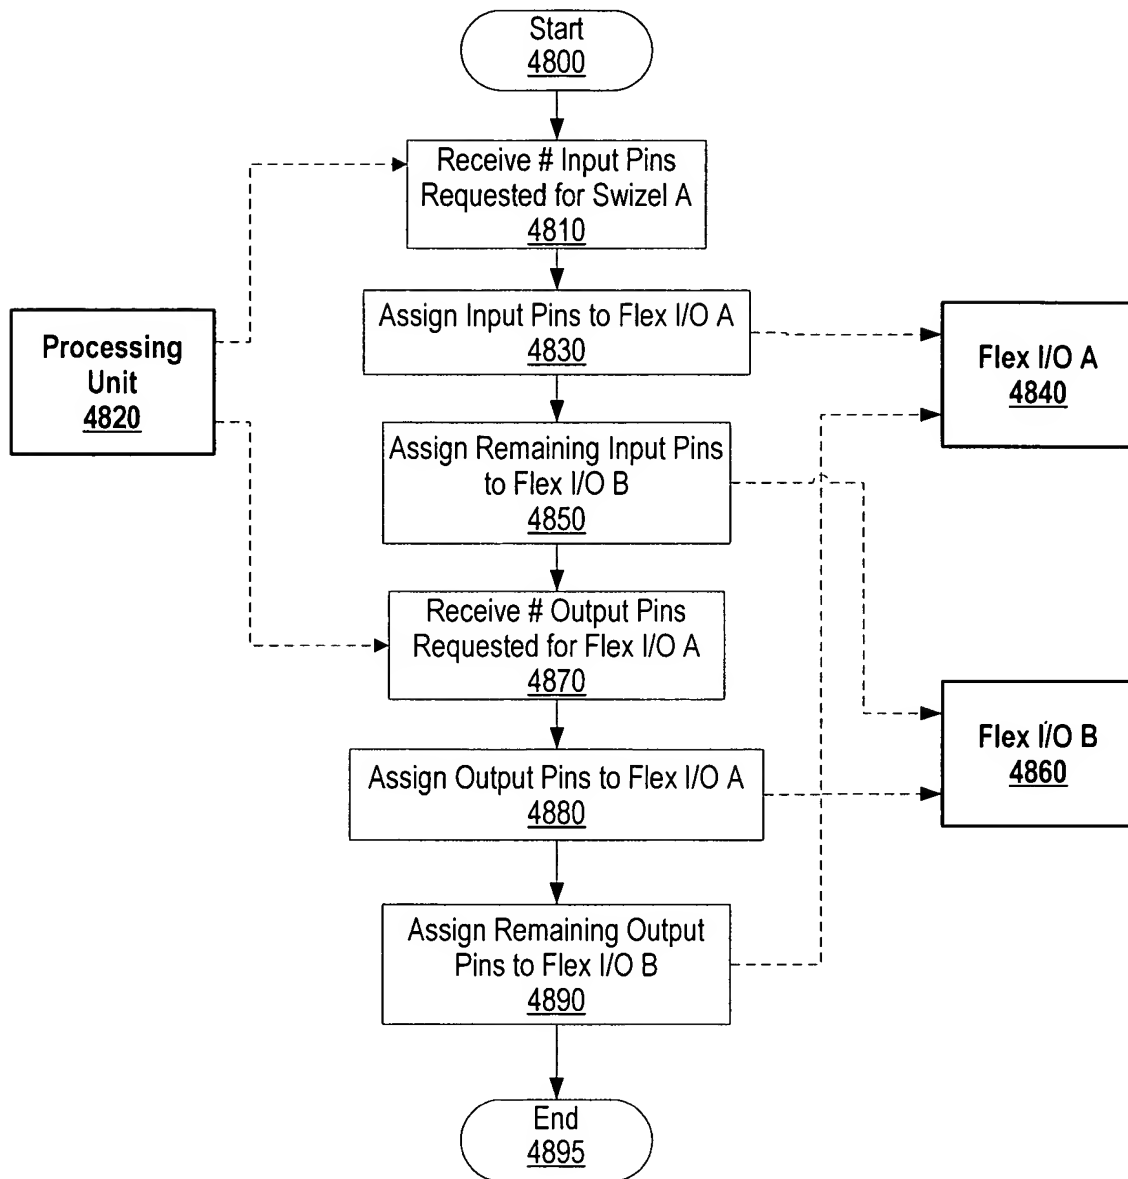 Start
4800
Receive # Input Pins
Requested for Swizel A
4810
Assign Input Pins to Flex I/O A
4830
Processing
Unit
4820
Flex I/O A
4840
Assign Remaining Input Pins
to Flex I/O B
4850
Receive # Output Pins
Requested for Flex I/O A
4870
Flex I/O B
4860
Assign Output Pins to Flex I/O A
4880
Assign Remaining Output
Pins to Flex I/O B
4890
End
4895